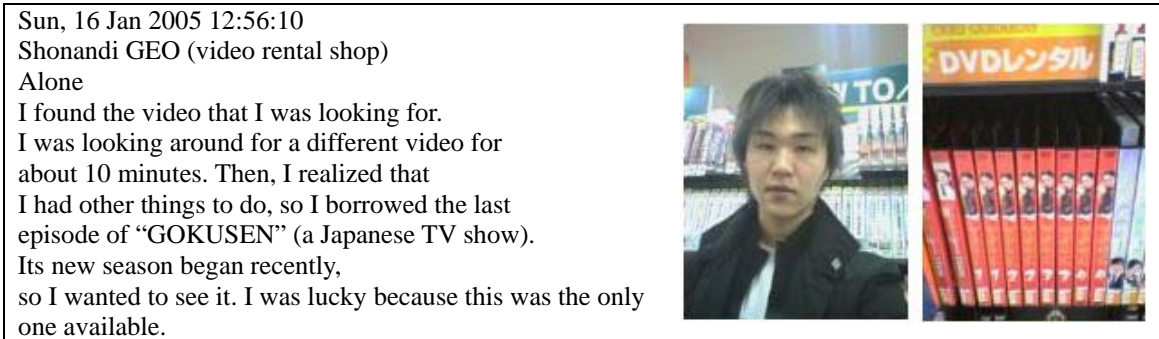 Sun, 16 Jan 2005 12:56:10
Shonandi GEO (video rental shop)
Alone
I found the video that I was looking for.
I was looking around for a different video for
about 10 minutes. Then, I realized that
I had other things to do, so I borrowed the last
episode of “GOKUSEN” (a Japanese TV show).
Its new season began recently,
so I wanted to see it. I was lucky because this was the only
one available.
TO
DVDレンタル